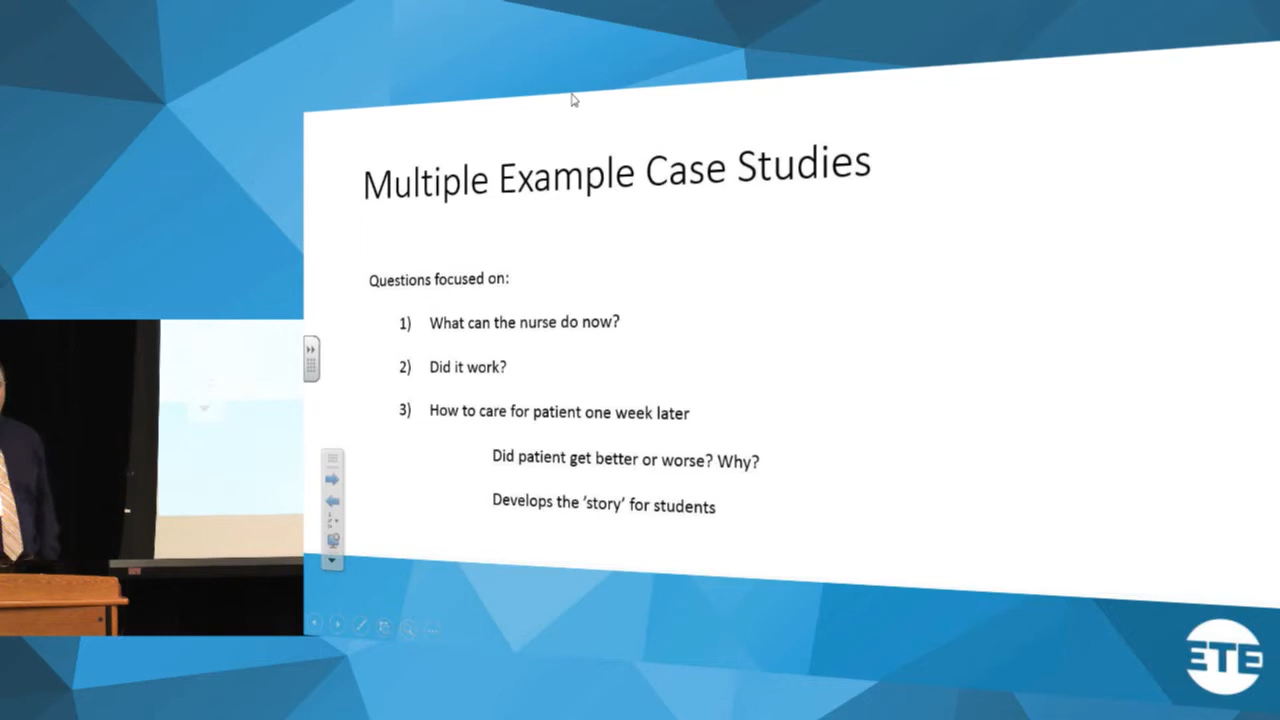 Multiple Example Case Studies
Questions focused on:
1) What can the nurse do now?
2) Did it work?
3) How to care for patient one week later
Did patient get better or worse? Why?
Develops the 'story' for students
ETE